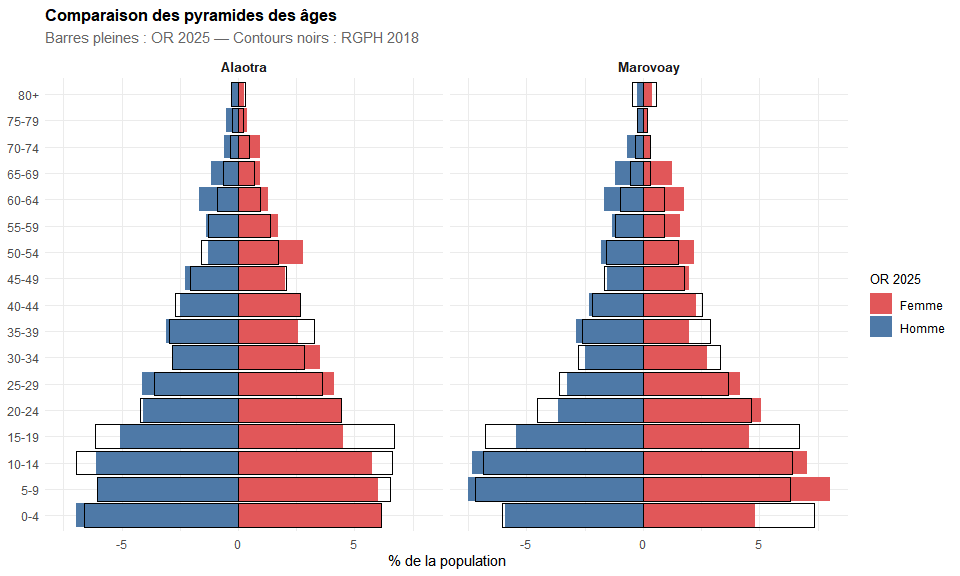 Comparaison des pyramides des âges
Barres pleines : OR 2025 — Contours noirs : RGPH 2018
Alaotra
Marovoay
80+
75-79
70-74
65-69
60-64
55-59
50-54
45-49
40-44
35-39
30-34
25-29
20-24
15-19
10-14
5-9
0-4
OR 2025
Femme
Homme
-5 0 5 -5 0 5
% de la population